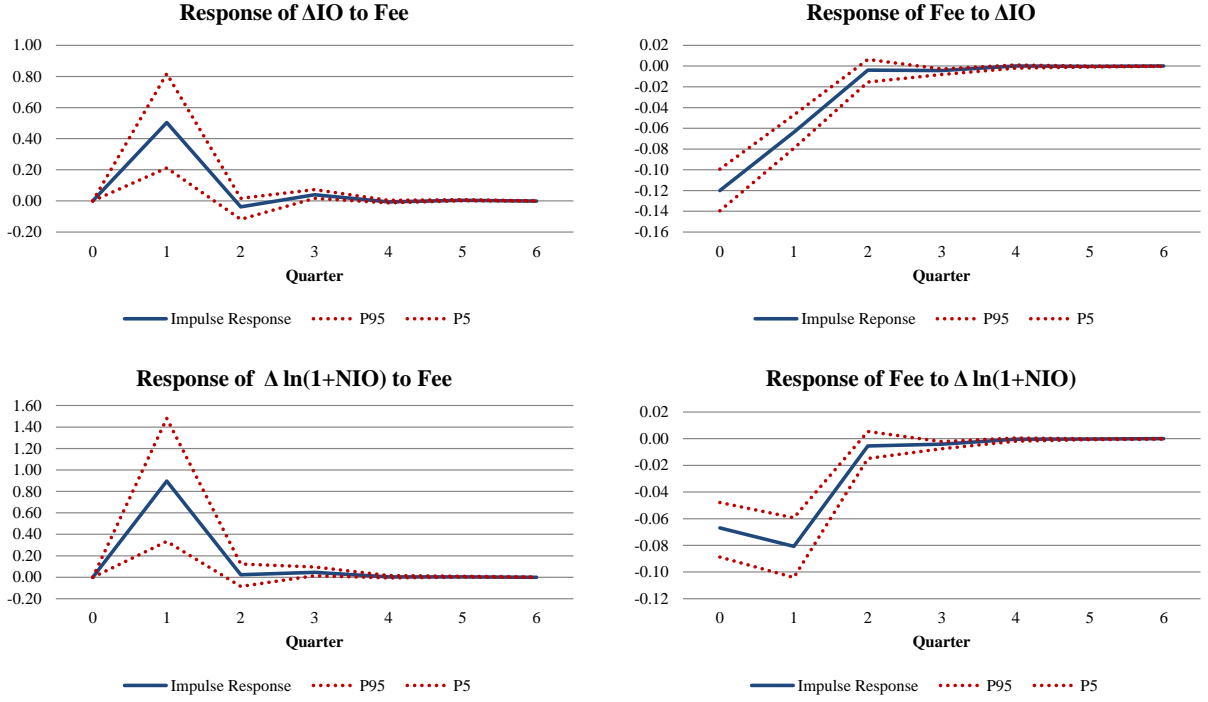 Response of ΔIO to Fee
1.00
0.80
0.60
0.40
0.20
0.00
-0.20
0 1 2 3 4 5 6
Quarter
Impulse Response P95 P5
Response of Fee to ΔIO
0.02
0.00
-0.02
-0.04
-0.06
-0.08
-0.10
-0.12
-0.14
-0.16
0 1 2 3 4 5 6
Quarter
Impulse Reponse P95 P5
Response of Δ ln(1+NIO) to Fee
1.60
1.40
1.20
1.00
0.80
0.60
0.40
0.20
0.00
-0.20
0 1 2 3 4 5 6
Quarter
Impulse Response P95 P5
Response of Fee to Δ ln(1+NIO)
0.02
0.00
-0.02
-0.04
-0.06
-0.08
-0.10
-0.12
0 1 2 3 4 5 6
Quarter
Impulse Response P95 P5